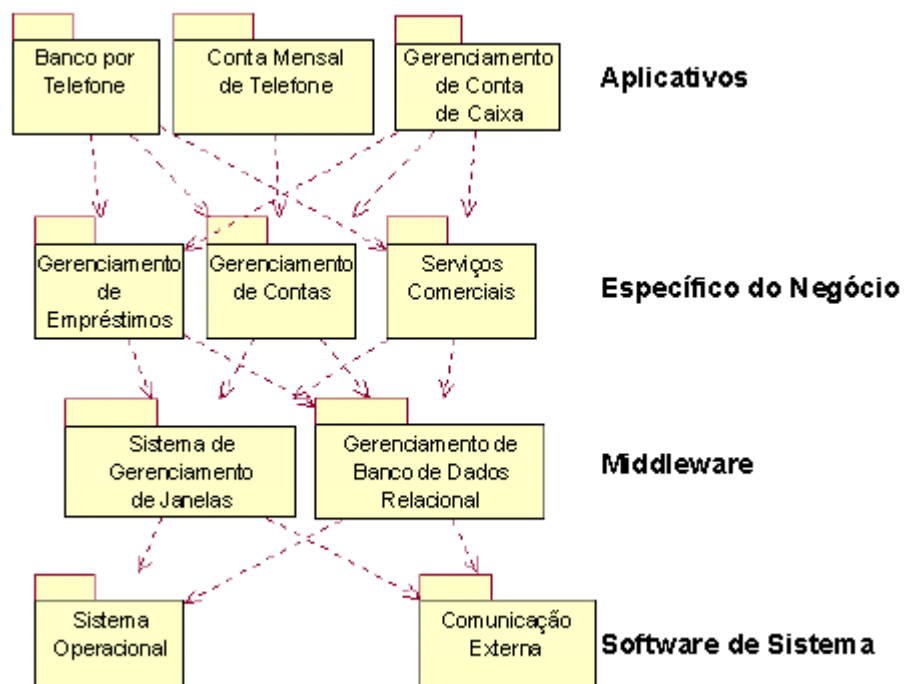 Banco por
Telefone
Conta Mensal
de Telefone
Gerenciamento
de Conta
de Caixa
Aplicativos
Gerenciamento
de
Empréstimos
Gerenciamento
de Contas
Serviços
Comerciais
Específico do Negócio
Sistema de
Gerenciamento
de Janelas
Gerenciamento de
Banco de Dados
Relacional
Middleware
Sistema
Operacional
Comunicação
Externa
Software de Sistema